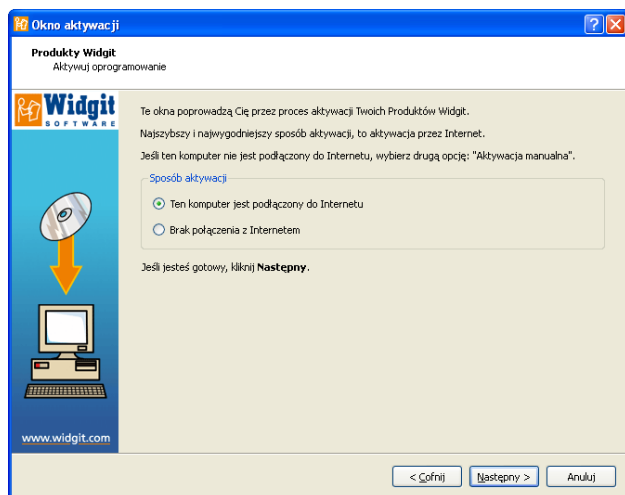 Okno aktywacji
Produkty Widgit
Aktywuj oprogramowanie
Widgit
SOFTWARE
Te okna poprowadzą Cię przez proces aktywacji Twoich Produktów Widgit.
Najszybszy i najwygodniejszy sposób aktywacji, to aktywacja przez Internet.
Jeśli ten komputer nie jest podłączony do Internetu, wybierz drugą opcję: "Aktywacja manualna".
Sposób aktywacji
Ten komputer jest podłączony do Internetu
Brak połączenia z Internetem
Jeśli jesteś gotowy, kliknij Następny.
www.widgit.com
< Cofnij
Następny >
Anuluj